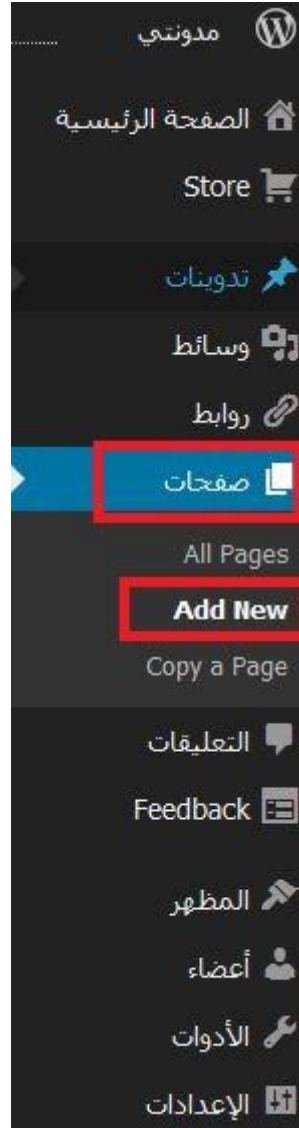 مدونتي
الصفحة الرئيسية
Store
تدوينات
وسائط
روابط
صفحات
All Pages
Add New
Copy a Page
التعليقات
Feedback
المظهر
أعضاء
الأدوات
الإعدادات